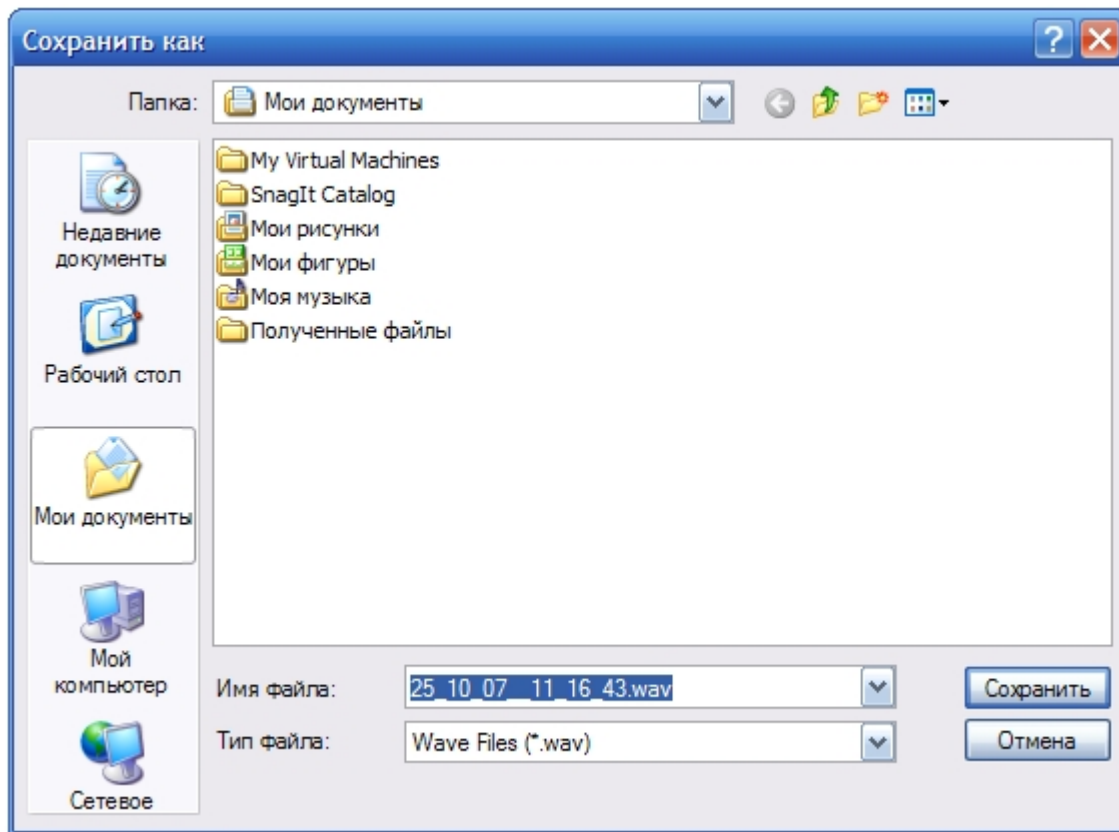 Сохранить как
Папка:
Мои документы
My Virtual Machines
SnagIt Catalog
Мои рисунки
Мои фигуры
Моя музыка
Полученные файлы
Недавние
документы
Рабочий стол
Мои документы
Мой
компьютер
Сетевое
Имя файла:
25_10_07__11_16_43.wav
Сохранить
Тип файла:
Wave Files (*.wav)
Отмена